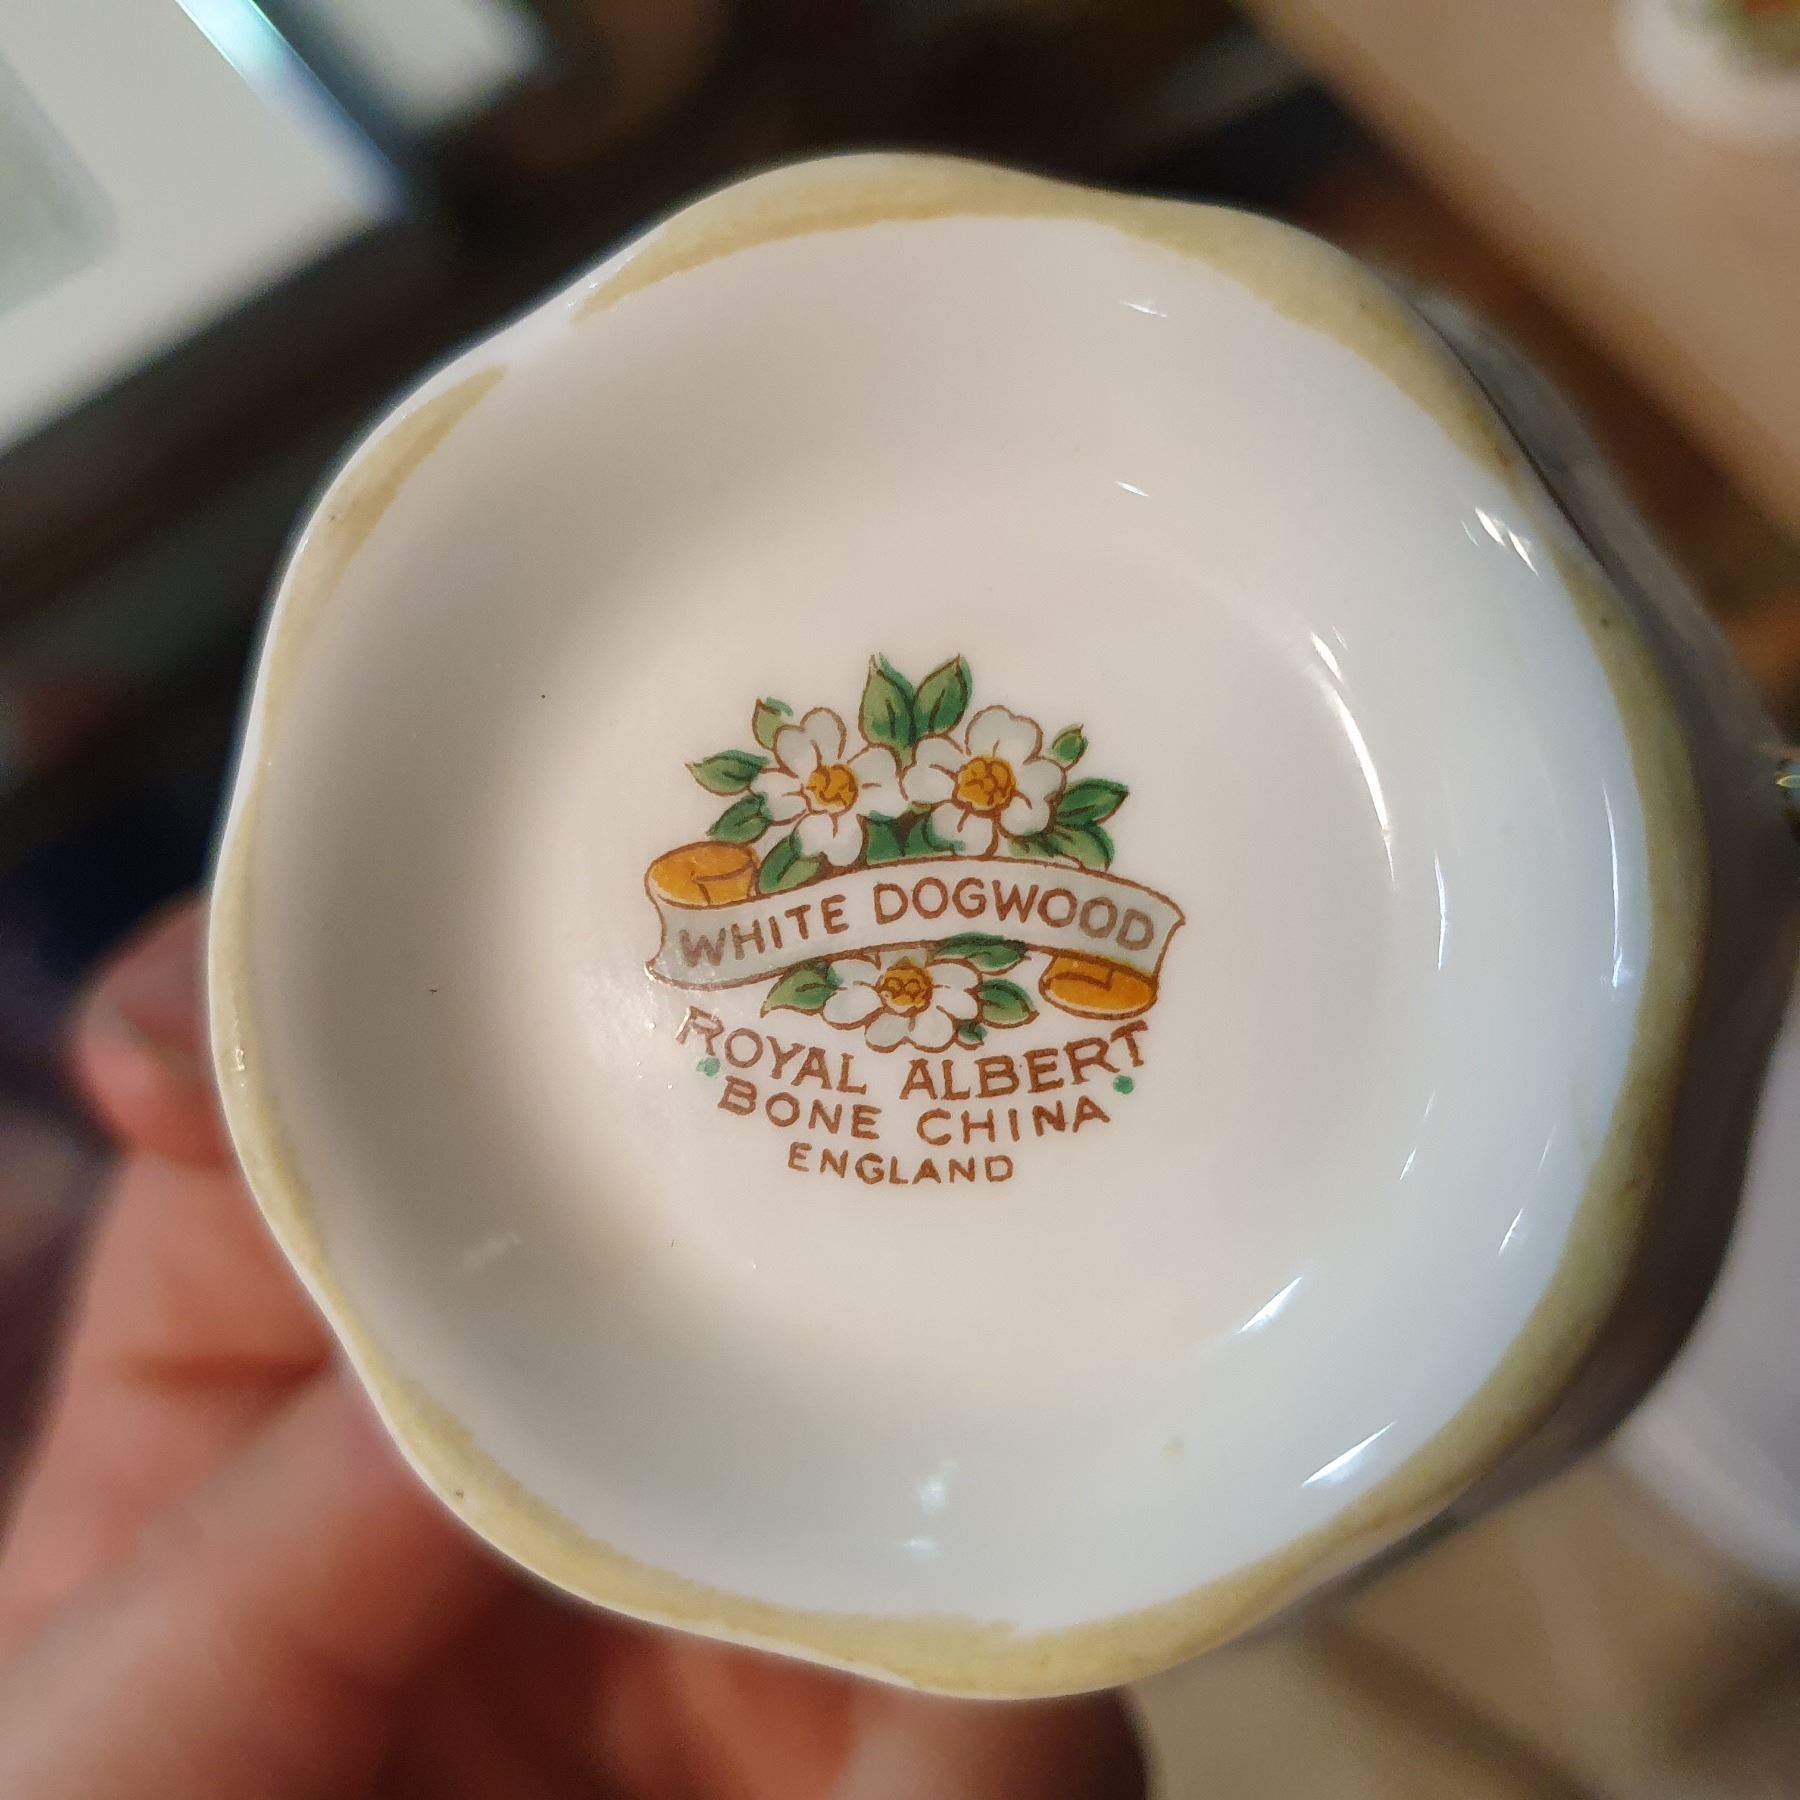 WHITE DOGWOOD
ROYAL ALBERT
BONE CHINA
ENGLAND